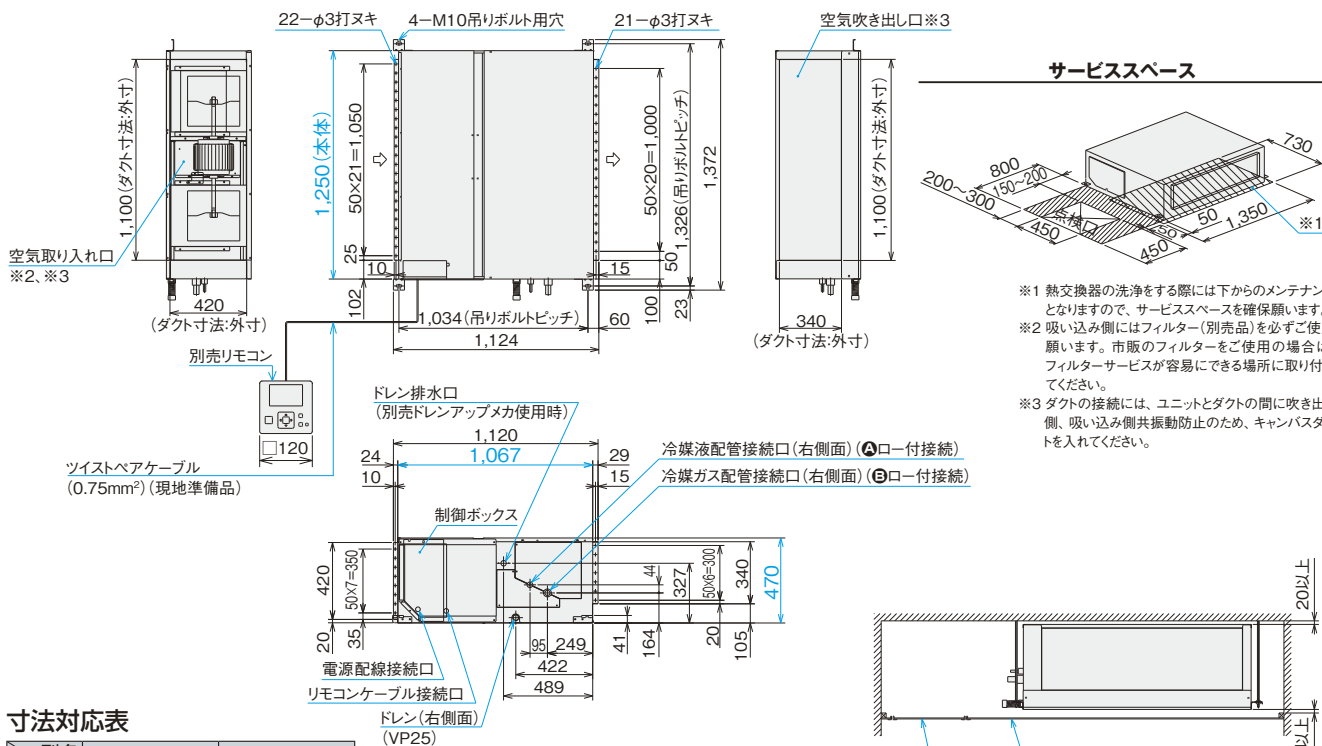 22−φ3打ヌキ
4−M10吊りボルト用穴
21−φ3打ヌキ
空気吹き出し口※3
サービススペース
1,100(ダクト寸法:外寸)
1,250(本体)
50×21=1,050
50×20=1,000
1,326(吊りボルトピッチ)
1,372
1,100(ダクト寸法:外寸)
730
800
150~200
200~300
点検口
450
50
50
450
1,350
※1
空気取り入れ口
※2、※3
25
10
102
15
50
100
23
420
(ダクト寸法:外寸)
1,034(吊りボルトピッチ)
60
1,124
340
(ダクト寸法:外寸)
※1 熱交換器の洗浄をする際には下からのメンテナン
となりますので、サービススペースを確保願います。
※2 吸い込み側にはフィルター(別売品)を必ずご使
願います。市販のフィルターをご使用の場合は
フィルターサービスが容易にできる場所に取り付
てください。
※3 ダクトの接続には、ユニットとダクトの間に吹き出
側、吸い込み側共振動防止のため、キャンバスダ
トを入れてください。
別売リモコン
□120
ツイストペアケーブル
(0.75mm²)(現地準備品)
ドレン排水口
(別売ドレンアップメカ使用時)
1,120
24
1,067
29
10
15
冷媒液配管接続口(右側面)(Aロー付接続)
冷媒ガス配管接続口(右側面)(Bロー付接続)
制御ボックス
420
50×7=350
20
35
44
327
50×6=300
340
470
41
164
20
105
95
249
422
489
電源配線接続口
リモコンケーブル接続口
ドレン(右側面)
(VP25)
20以上
以上
寸法対応表